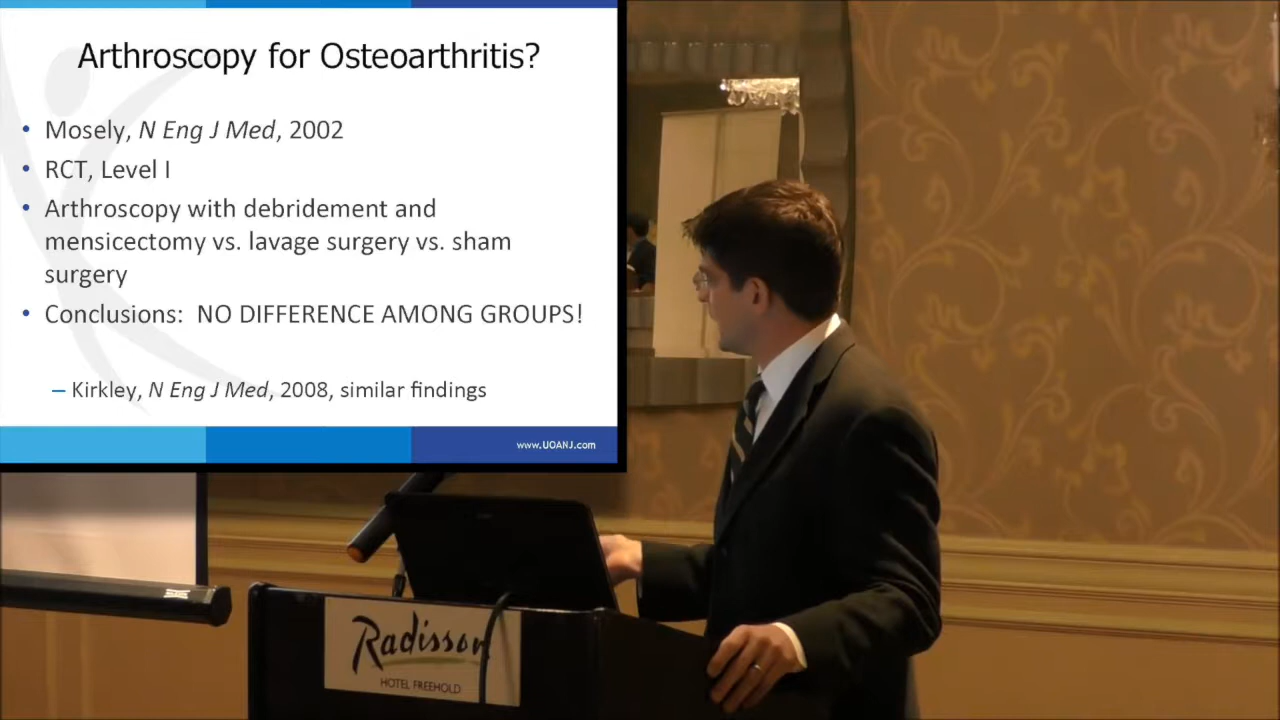 Arthroscopy for Osteoarthritis?
• Mosely, N Eng J Med, 2002
• RCT, Level I
• Arthroscopy with debridement and
mensicectomy vs. lavage surgery vs. sham
surgery
• Conclusions: NO DIFFERENCE AMONG GROUPS!
– Kirkley, N Eng J Med, 2008, similar findings
www.UOANJ.com
Radisson
HOTEL FREEHOLD